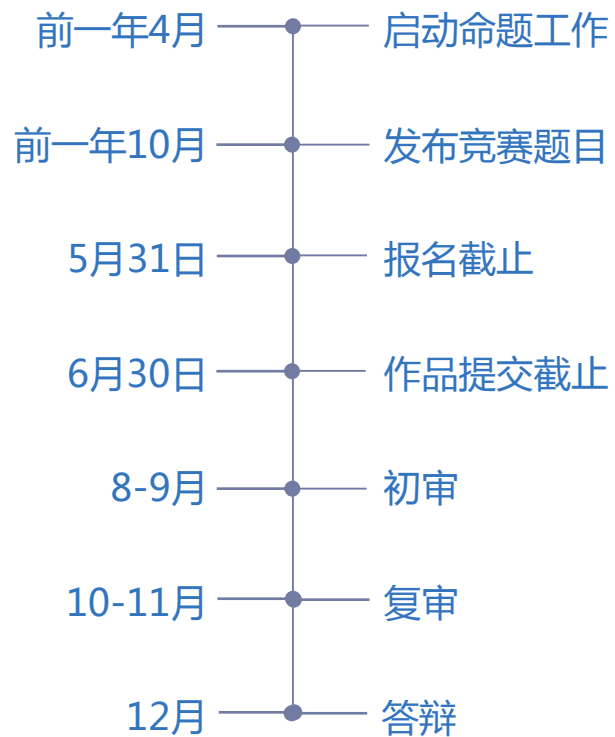 前一年4月 启动命题工作
前一年10月 发布竞赛题目
5月31日 报名截止
6月30日 作品提交截止
8-9月 初审
10-11月 复审
12月 答辩